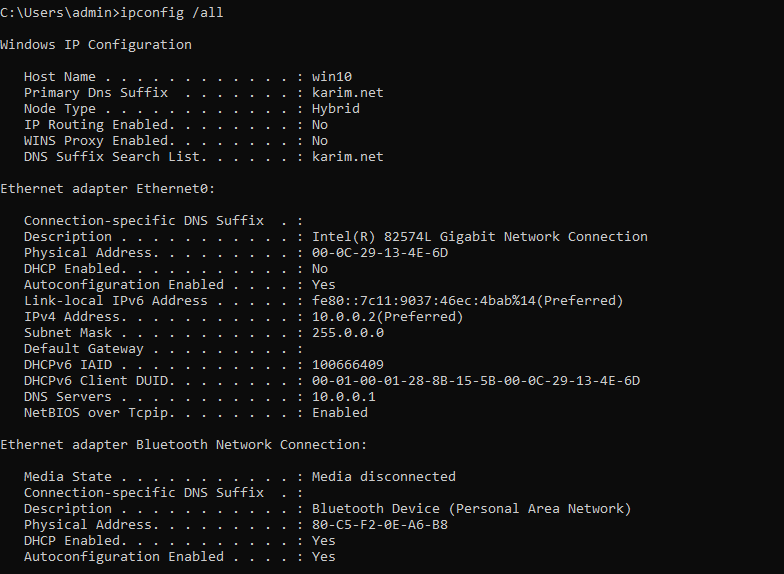 C:\Users\admin>ipconfig /all
Windows IP Configuration
   Host Name . . . . . . . . . . . . : win10
   Primary Dns Suffix  . . . . . . . : karim.net
   Node Type . . . . . . . . . . . . : Hybrid
   IP Routing Enabled. . . . . . . . : No
   WINS Proxy Enabled. . . . . . . . : No
   DNS Suffix Search List. . . . . . : karim.net
Ethernet adapter Ethernet0:
   Connection-specific DNS Suffix  . :
   Description . . . . . . . . . . . : Intel(R) 82574L Gigabit Network Connection
   Physical Address. . . . . . . . . : 00-0C-29-13-4E-6D
   DHCP Enabled. . . . . . . . . . . : No
   Autoconfiguration Enabled . . . . : Yes
   Link-local IPv6 Address . . . . . : fe80::7c11:9037:46ec:4bab%14(Preferred)
   IPv4 Address. . . . . . . . . . . : 10.0.0.2(Preferred)
   Subnet Mask . . . . . . . . . . . : 255.0.0.0
   Default Gateway . . . . . . . . . :
   DHCPv6 IAID . . . . . . . . . . . : 100666409
   DHCPv6 Client DUID. . . . . . . . : 00-01-00-01-28-8B-15-5B-00-0C-29-13-4E-6D
   DNS Servers . . . . . . . . . . . : 10.0.0.1
   NetBIOS over Tcpip. . . . . . . . : Enabled
Ethernet adapter Bluetooth Network Connection:
   Media State . . . . . . . . . . . : Media disconnected
   Connection-specific DNS Suffix  . :
   Description . . . . . . . . . . . : Bluetooth Device (Personal Area Network)
   Physical Address. . . . . . . . . : 80-C5-F2-0E-A6-B8
   DHCP Enabled. . . . . . . . . . . : Yes
   Autoconfiguration Enabled . . . . : Yes